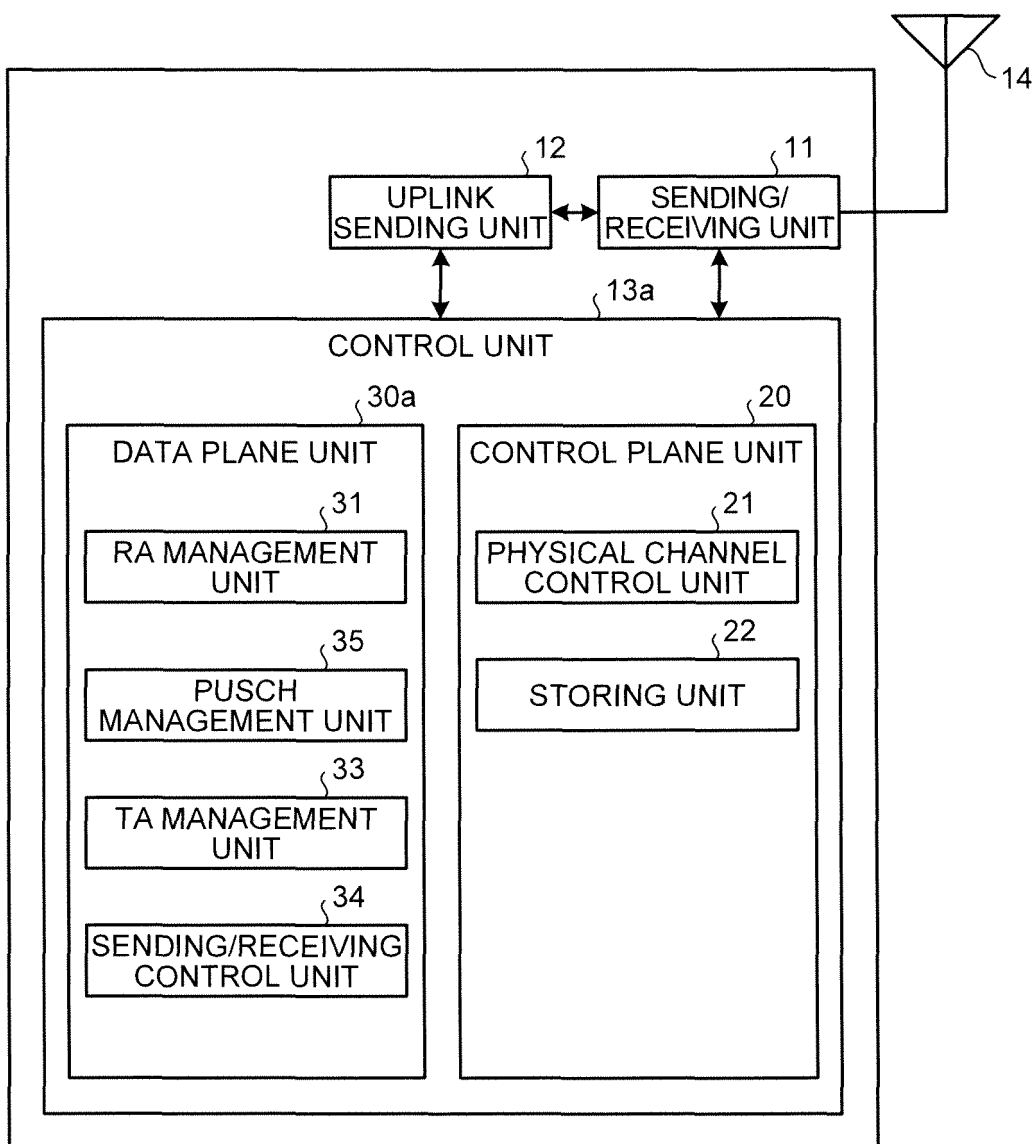 14
12
11
UPLINK
SENDING UNIT
SENDING/
RECEIVING UNIT
13a
CONTROL UNIT
30a
20
DATA PLANE UNIT
CONTROL PLANE UNIT
31
21
RA MANAGEMENT
UNIT
PHYSICAL CHANNEL
CONTROL UNIT
35
22
PUSCH
MANAGEMENT UNIT
STORING UNIT
33
TA MANAGEMENT
UNIT
34
SENDING/RECEIVING
CONTROL UNIT